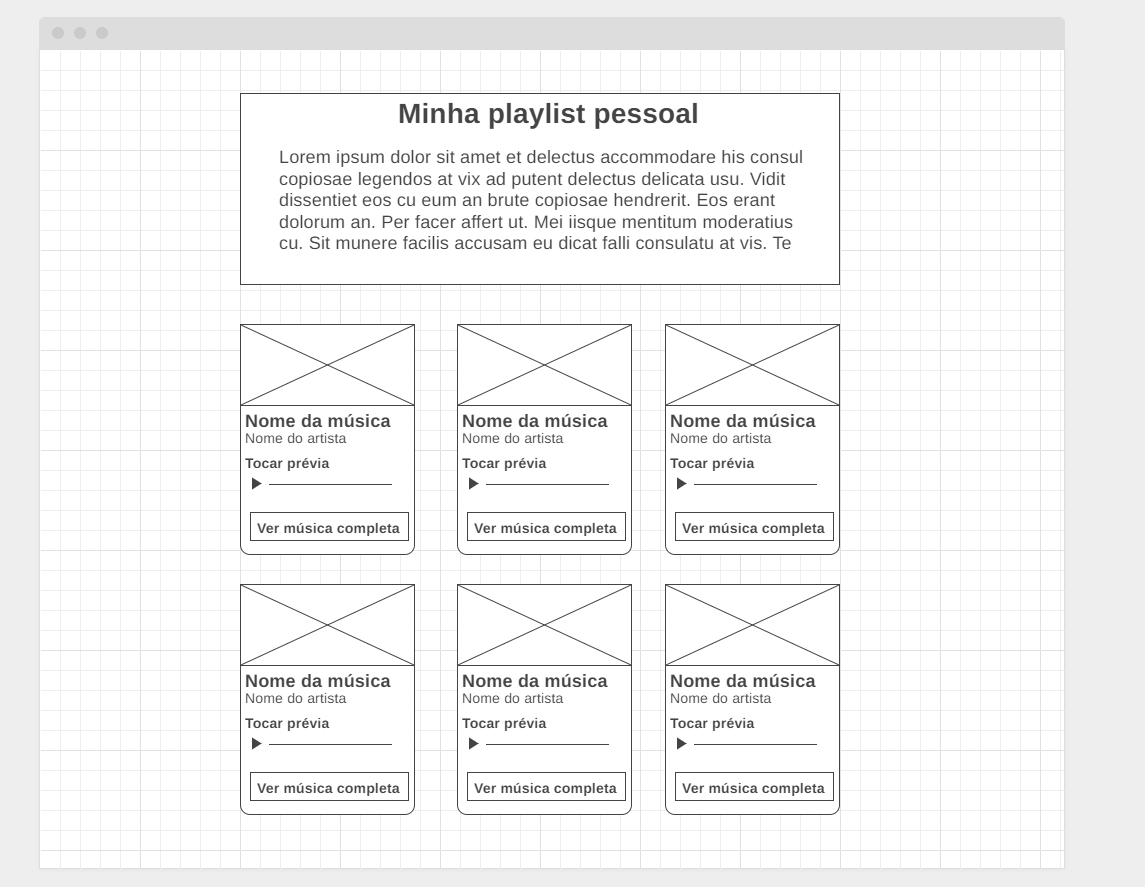 Minha playlist pessoal
Lorem ipsum dolor sit amet et delectus accommodare his consul
copiosae legendos at vix ad putent delectus delicata usu. Vidit
dissentiet eos cu eum an brute copiosae hendrerit. Eos erant
dolorum an. Per facer affert ut. Mei iisque mentitum moderatius
cu. Sit munere facilis accusam eu dicat falli consulatu at vis. Te
Nome da música
Nome do artista
Tocar prévia
Ver música completa
Nome da música
Nome do artista
Tocar prévia
Ver música completa
Nome da música
Nome do artista
Tocar prévia
Ver música completa
Nome da música
Nome do artista
Tocar prévia
Ver música completa
Nome da música
Nome do artista
Tocar prévia
Ver música completa
Nome da música
Nome do artista
Tocar prévia
Ver música completa